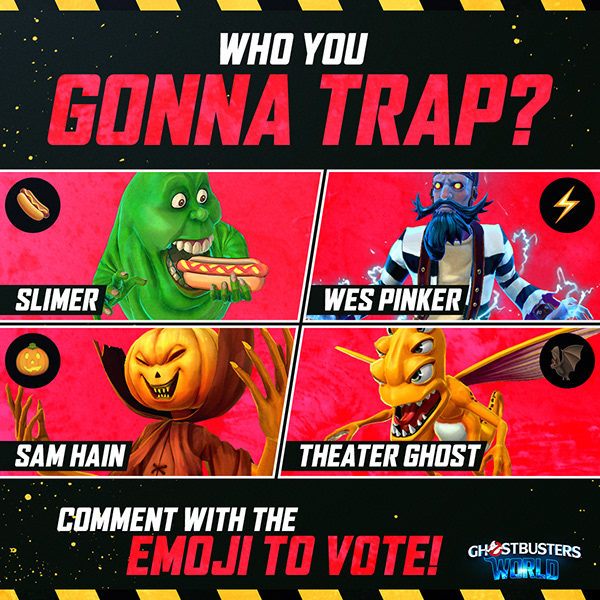 WHO YOU
GONNA TRAP?
SLIMER
WES PINKER
SAM HAIN
THEATER GHOST
COMMENT WITH THE
EMOJI TO VOTE!
GHOSTBUSTERS
WORLD